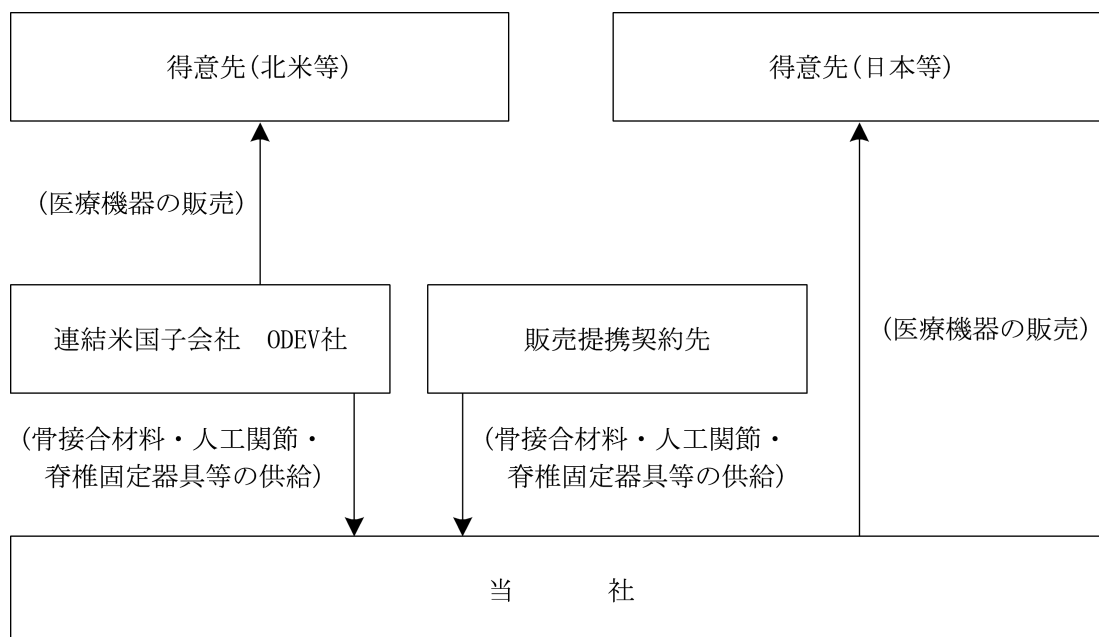 得意先(北米等)
得意先(日本等)
(医療機器の販売)
連結米国子会社　ODEV社
販売提携契約先
(医療機器の販売)
(骨接合材料・人工関節・
脊椎固定器具等の供給)
(骨接合材料・人工関節・
脊椎固定器具等の供給)
当　　　社